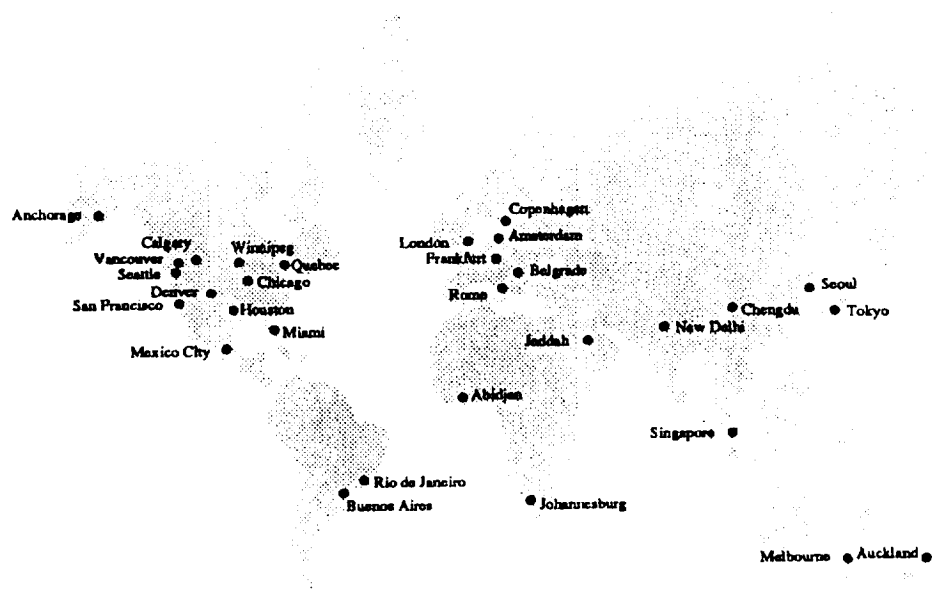 Copenhagen
Anchorage
London
Amsterdam
Calgary
Winnipeg
Vancouver
Frankfurt
Quebec
Seattle
Belgrade
Chicago
Denver
Rome
Seoul
San Francisco
Houston
Chengdu
Tokyo
Miami
New Delhi
Jeddah
Mexico City
Abidjan
Singapore
Rio de Janeiro
Buenos Aires
Johannesburg
Melbourne
Auckland